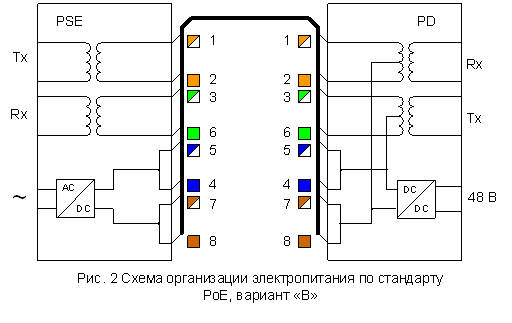 PSE
PD
1 1
Tx
Rx
2 2
3 3
Rx
Tx
6 6
5 5
AC
DC
4 4
DC
DC
~
7 7
48 В
8 8
Рис. 2 Схема организации электропитания по стандарту
PoE, вариант «В»